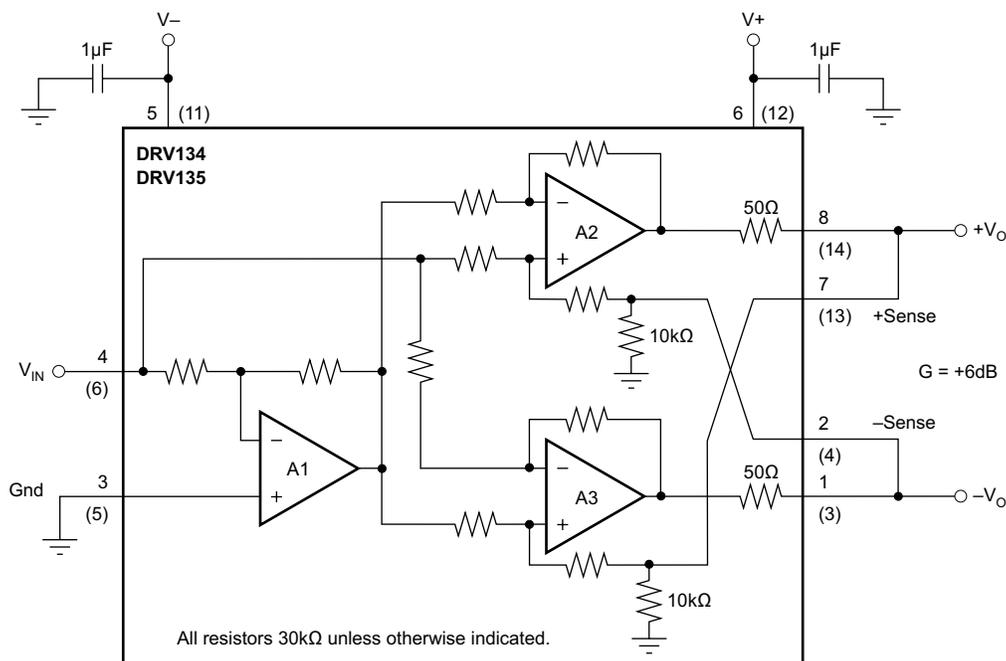 V– V+
1µF 1µF
5 (11) 6 (12)
DRV134
DRV135
50Ω 8
– A2 (14) +VO
+ 7
10kΩ (13) +Sense
VIN 4
(6) G = +6dB
– A1 – 2 –Sense
+ (4)
Gnd 3 A3 50Ω 1
(5) + (3) –VO
10kΩ
All resistors 30kΩ unless otherwise indicated.